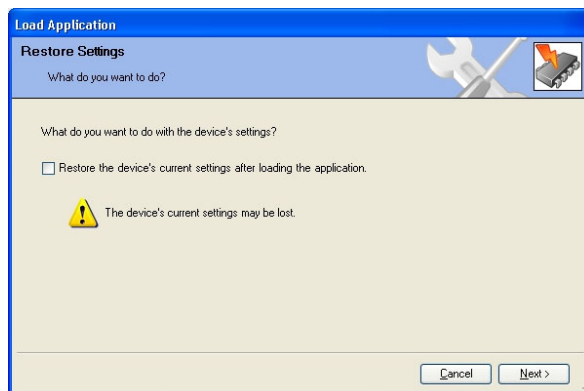 Load Application
Restore Settings
What do you want to do?
What do you want to do with the device's settings?
Restore the device's current settings after loading the application.
The device's current settings may be lost.
Cancel
Next >